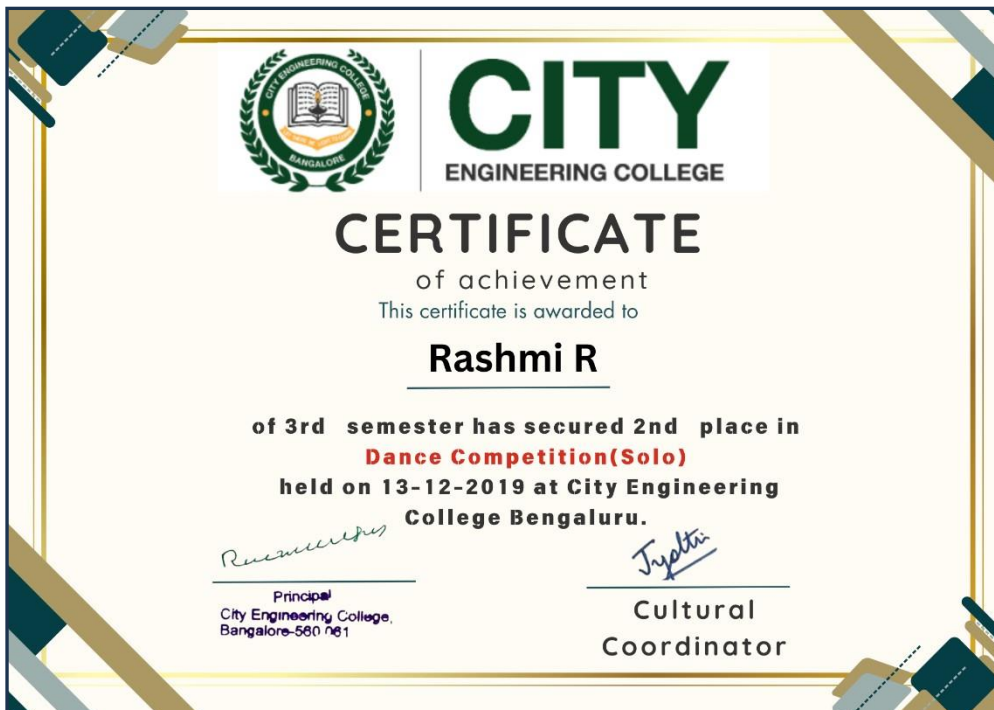 CITY ENGINEERING COLLEGE
BANGALORE
CITY
ENGINEERING COLLEGE
CERTIFICATE
of achievement
This certificate is awarded to
Rashmi R
of 3rd semester has secured 2nd place in
Dance Competition(Solo)
held on 13-12-2019 at City Engineering
College Bengaluru.
Jyothi
Principal
City Engineering College,
Bangalore-560 061
Cultural
Coordinator